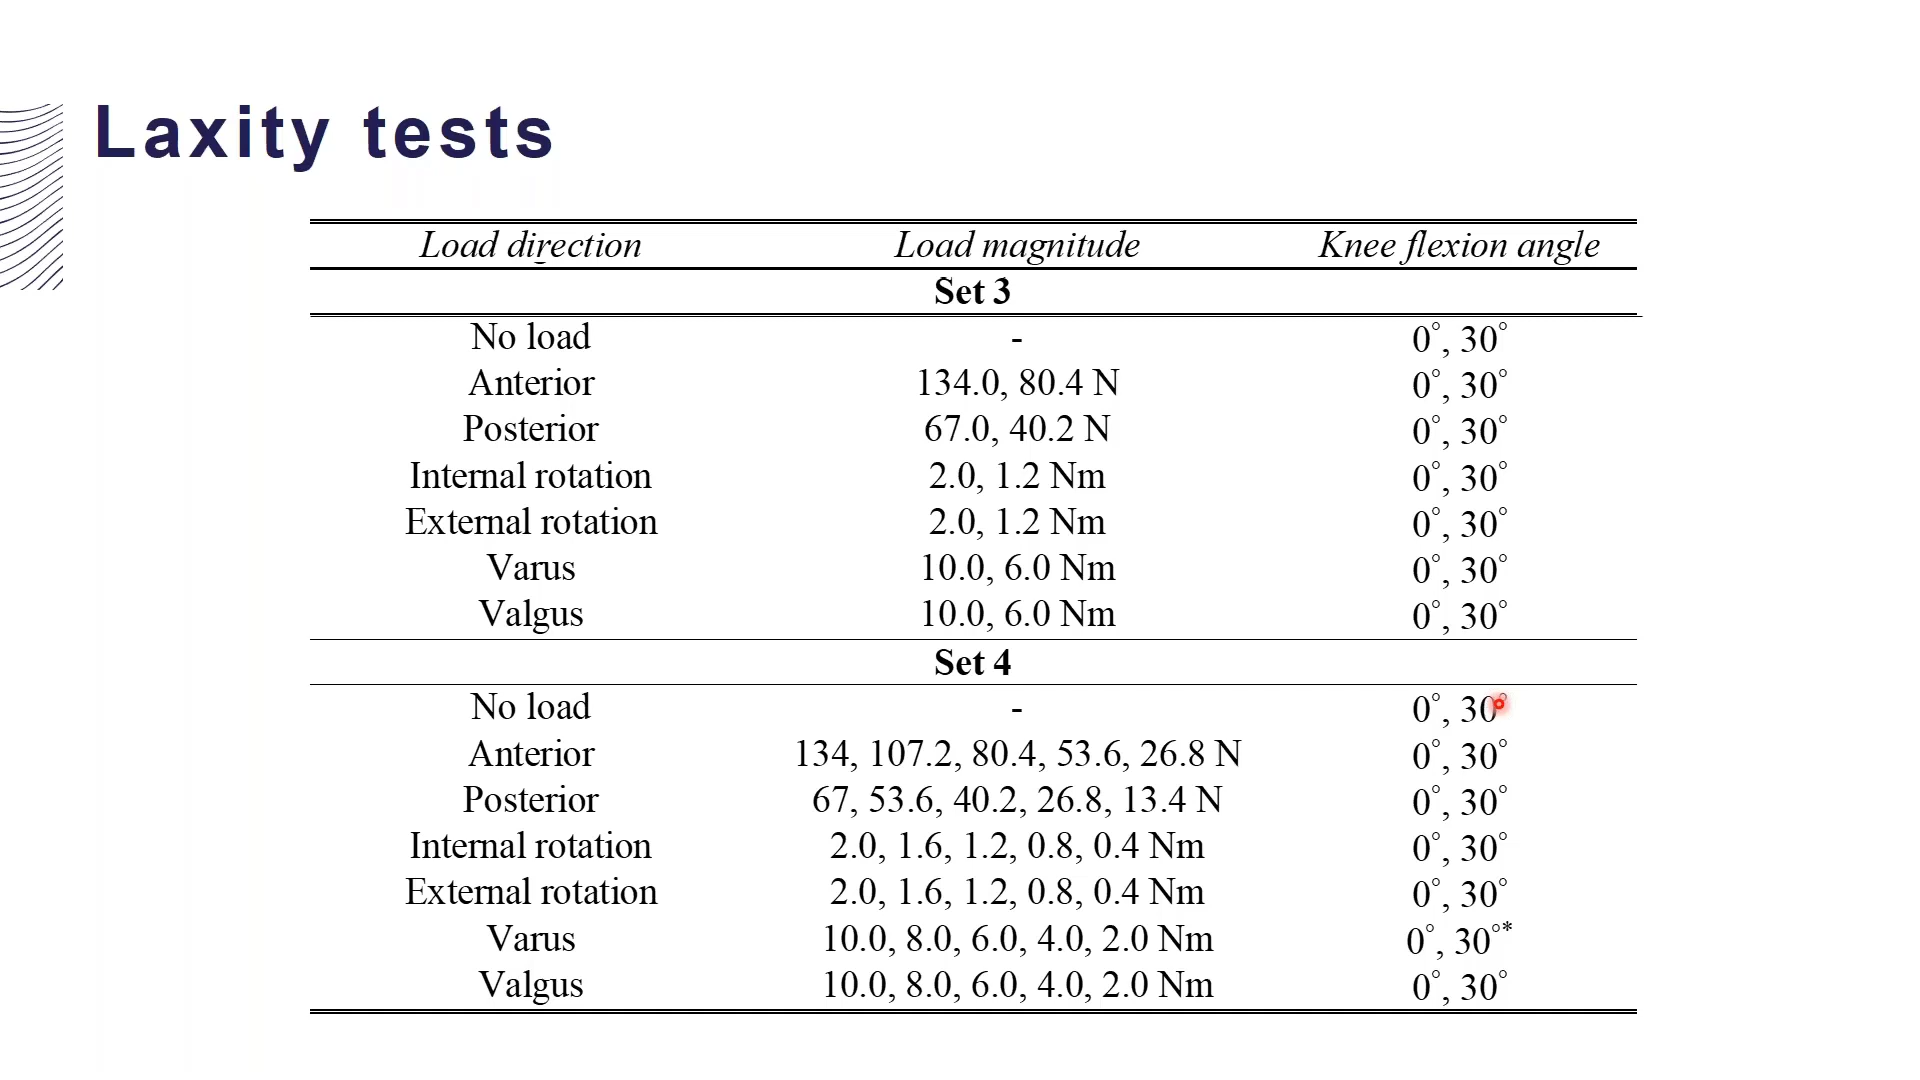 Laxity tests
Load direction Load magnitude Knee flexion angle
Set 3
No load - 0°, 30°
Anterior 134.0, 80.4 N 0°, 30°
Posterior 67.0, 40.2 N 0°, 30°
Internal rotation 2.0, 1.2 Nm 0°, 30°
External rotation 2.0, 1.2 Nm 0°, 30°
Varus 10.0, 6.0 Nm 0°, 30°
Valgus 10.0, 6.0 Nm 0°, 30°
Set 4
No load - 0°, 30°
Anterior 134, 107.2, 80.4, 53.6, 26.8 N 0°, 30°
Posterior 67, 53.6, 40.2, 26.8, 13.4 N 0°, 30°
Internal rotation 2.0, 1.6, 1.2, 0.8, 0.4 Nm 0°, 30°
External rotation 2.0, 1.6, 1.2, 0.8, 0.4 Nm 0°, 30°
Varus 10.0, 8.0, 6.0, 4.0, 2.0 Nm 0°, 30°*
Valgus 10.0, 8.0, 6.0, 4.0, 2.0 Nm 0°, 30°